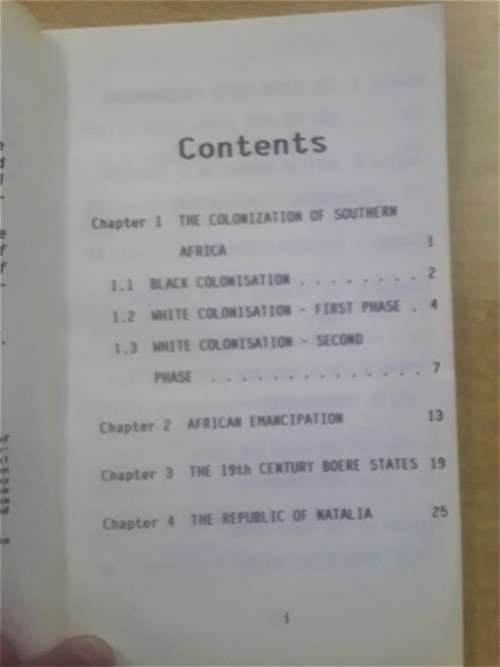 Contents
Chapter 1 THE COLONIZATION OF SOUTHERN
AFRICA 1
1.1 BLACK COLONISATION . . . . . . . . 2
1.2 WHITE COLONISATION - FIRST PHASE . 4
1.3 WHITE COLONISATION - SECOND
PHASE . . . . . . . . . . . . . . 7
Chapter 2 AFRICAN EMANCIPATION 13
Chapter 3 THE 19th CENTURY BOERE STATES 19
Chapter 4 THE REPUBLIC OF NATALIA 25
i